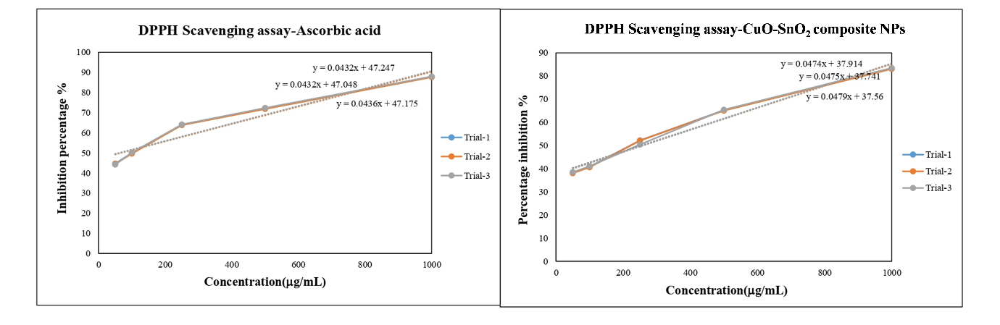 DPPH Scavenging assay-Ascorbic acid
100
90
80
70
60
50
40
30
20
10
0
Inhibition percentage %
y = 0.0432x + 47.247
y = 0.0432x + 47.048
y = 0.0436x + 47.175
0 200 400 600 800 1000
Concentration(µg/mL)
Trial-1
Trial-2
Trial-3
DPPH Scavenging assay-CuO-SnO₂ composite NPs
90
80
70
60
50
40
30
20
10
0
Percentage inhibition %
y = 0.0474x + 37.914
y = 0.0475x + 37.741
y = 0.0479x + 37.56
0 200 400 600 800 1000
Concentration(µg/mL)
Trial-1
Trial-2
Trial-3